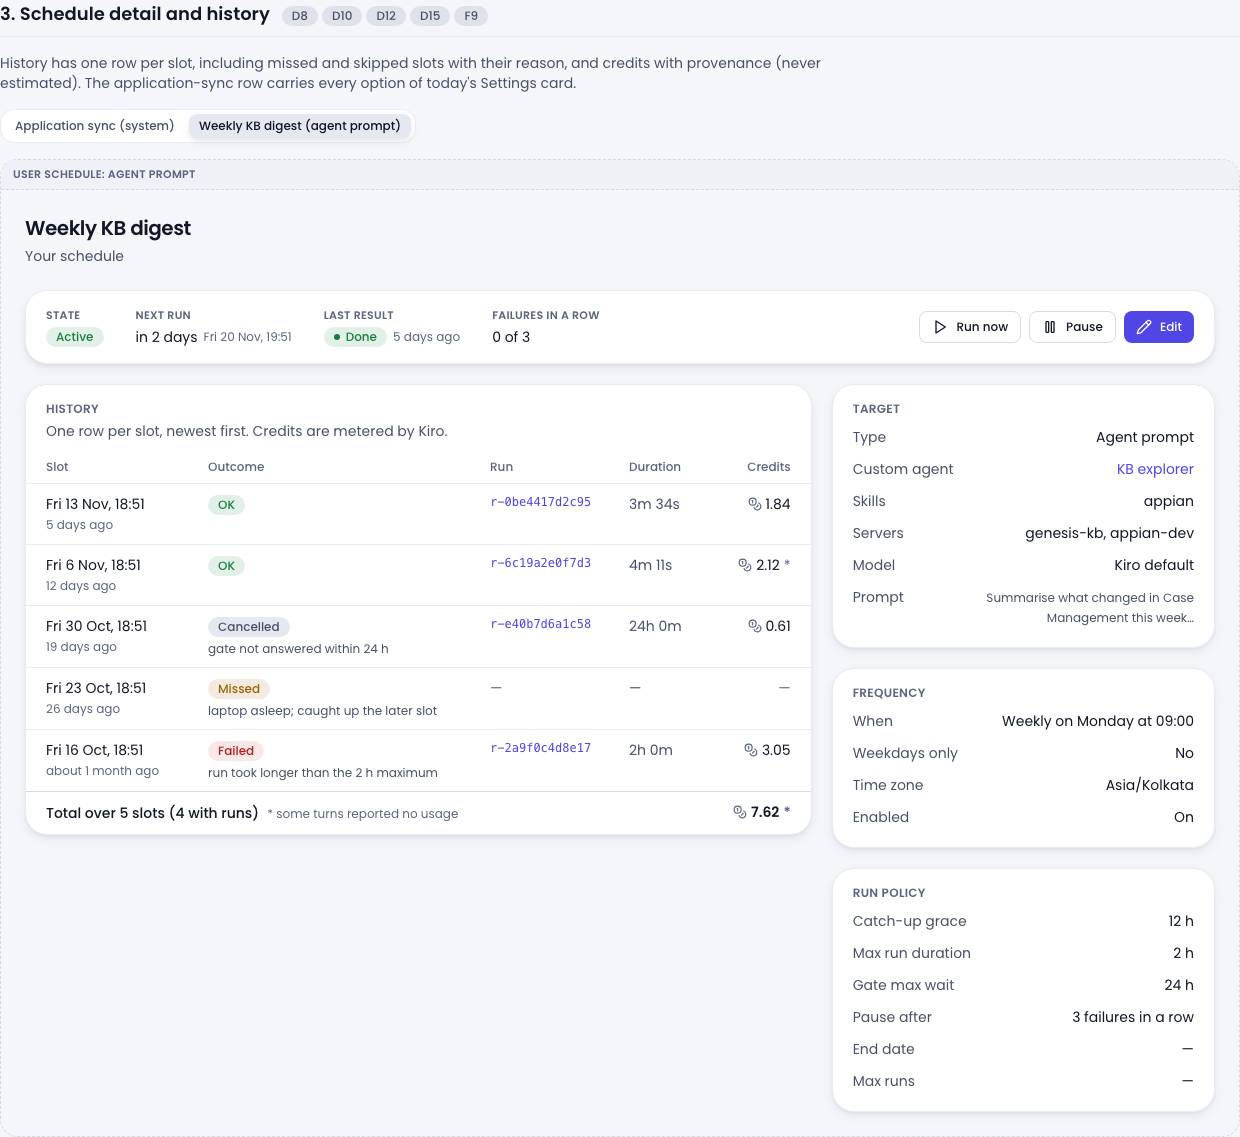 3. Schedule detail and history D8 D10 D12 D15 F9
History has one row per slot, including missed and skipped slots with their reason, and credits with provenance (never
estimated). The application-sync row carries every option of today's Settings card.
Application sync (system) Weekly KB digest (agent prompt)
USER SCHEDULE: AGENT PROMPT
Weekly KB digest
Your schedule
STATE NEXT RUN LAST RESULT FAILURES IN A ROW
Active in 2 days Fri 20 Nov, 19:51 Done 5 days ago 0 of 3
Run now Pause Edit
HISTORY
One row per slot, newest first. Credits are metered by Kiro.
Slot Outcome Run Duration Credits
Fri 13 Nov, 18:51 OK r-0be4417d2c95 3m 34s 1.84
5 days ago
Fri 6 Nov, 18:51 OK r-6c19a2e0f7d3 4m 11s 2.12 *
12 days ago
Fri 30 Oct, 18:51 Cancelled r-e40b7d6a1c58 24h 0m 0.61
19 days ago gate not answered within 24 h
Fri 23 Oct, 18:51 Missed — — —
26 days ago laptop asleep; caught up the later slot
Fri 16 Oct, 18:51 Failed r-2a9f0c4d8e17 2h 0m 3.05
about 1 month ago run took longer than the 2 h maximum
Total over 5 slots (4 with runs) * some turns reported no usage 7.62 *
TARGET
Type Agent prompt
Custom agent KB explorer
Skills appian
Servers genesis-kb, appian-dev
Model Kiro default
Prompt Summarise what changed in Case
Management this week…
FREQUENCY
When Weekly on Monday at 09:00
Weekdays only No
Time zone Asia/Kolkata
Enabled On
RUN POLICY
Catch-up grace 12 h
Max run duration 2 h
Gate max wait 24 h
Pause after 3 failures in a row
End date —
Max runs —